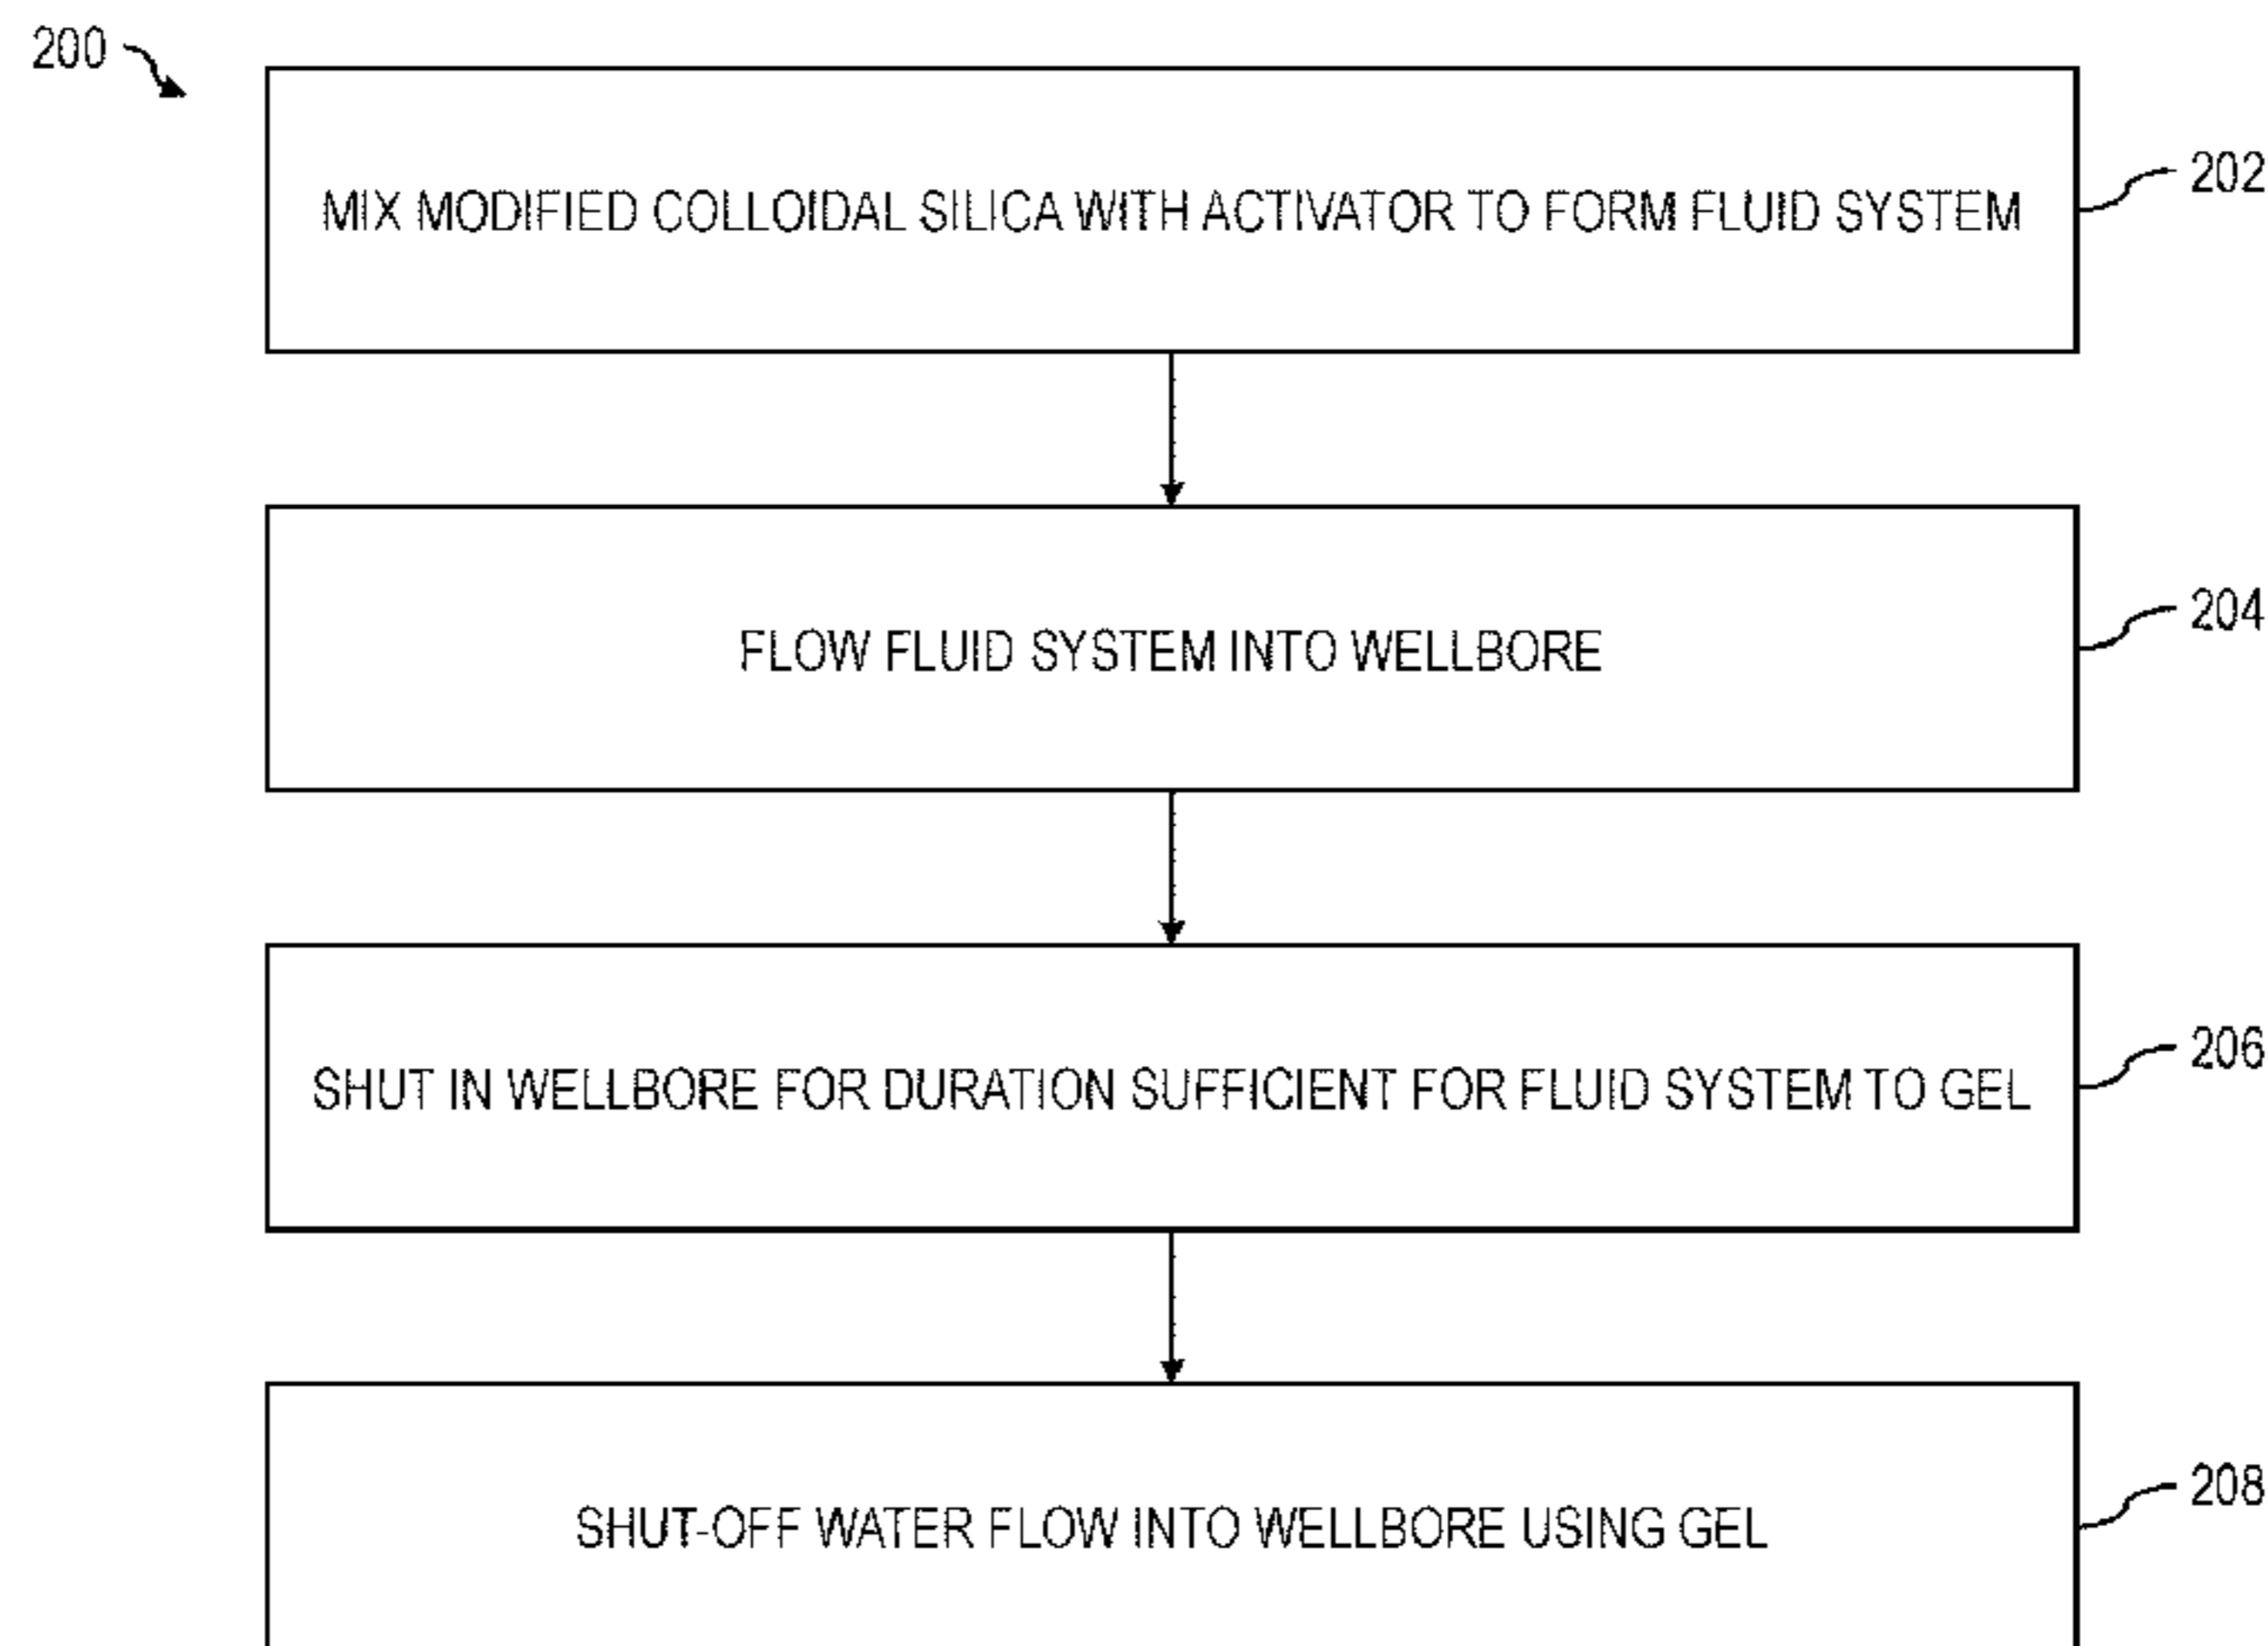 200
MIX MODIFIED COLLOIDAL SILICA WITH ACTIVATOR TO FORM FLUID SYSTEM
202
FLOW FLUID SYSTEM INTO WELLBORE
204
SHUT IN WELLBORE FOR DURATION SUFFICIENT FOR FLUID SYSTEM TO GEL
206
SHUT-OFF WATER FLOW INTO WELLBORE USING GEL
208